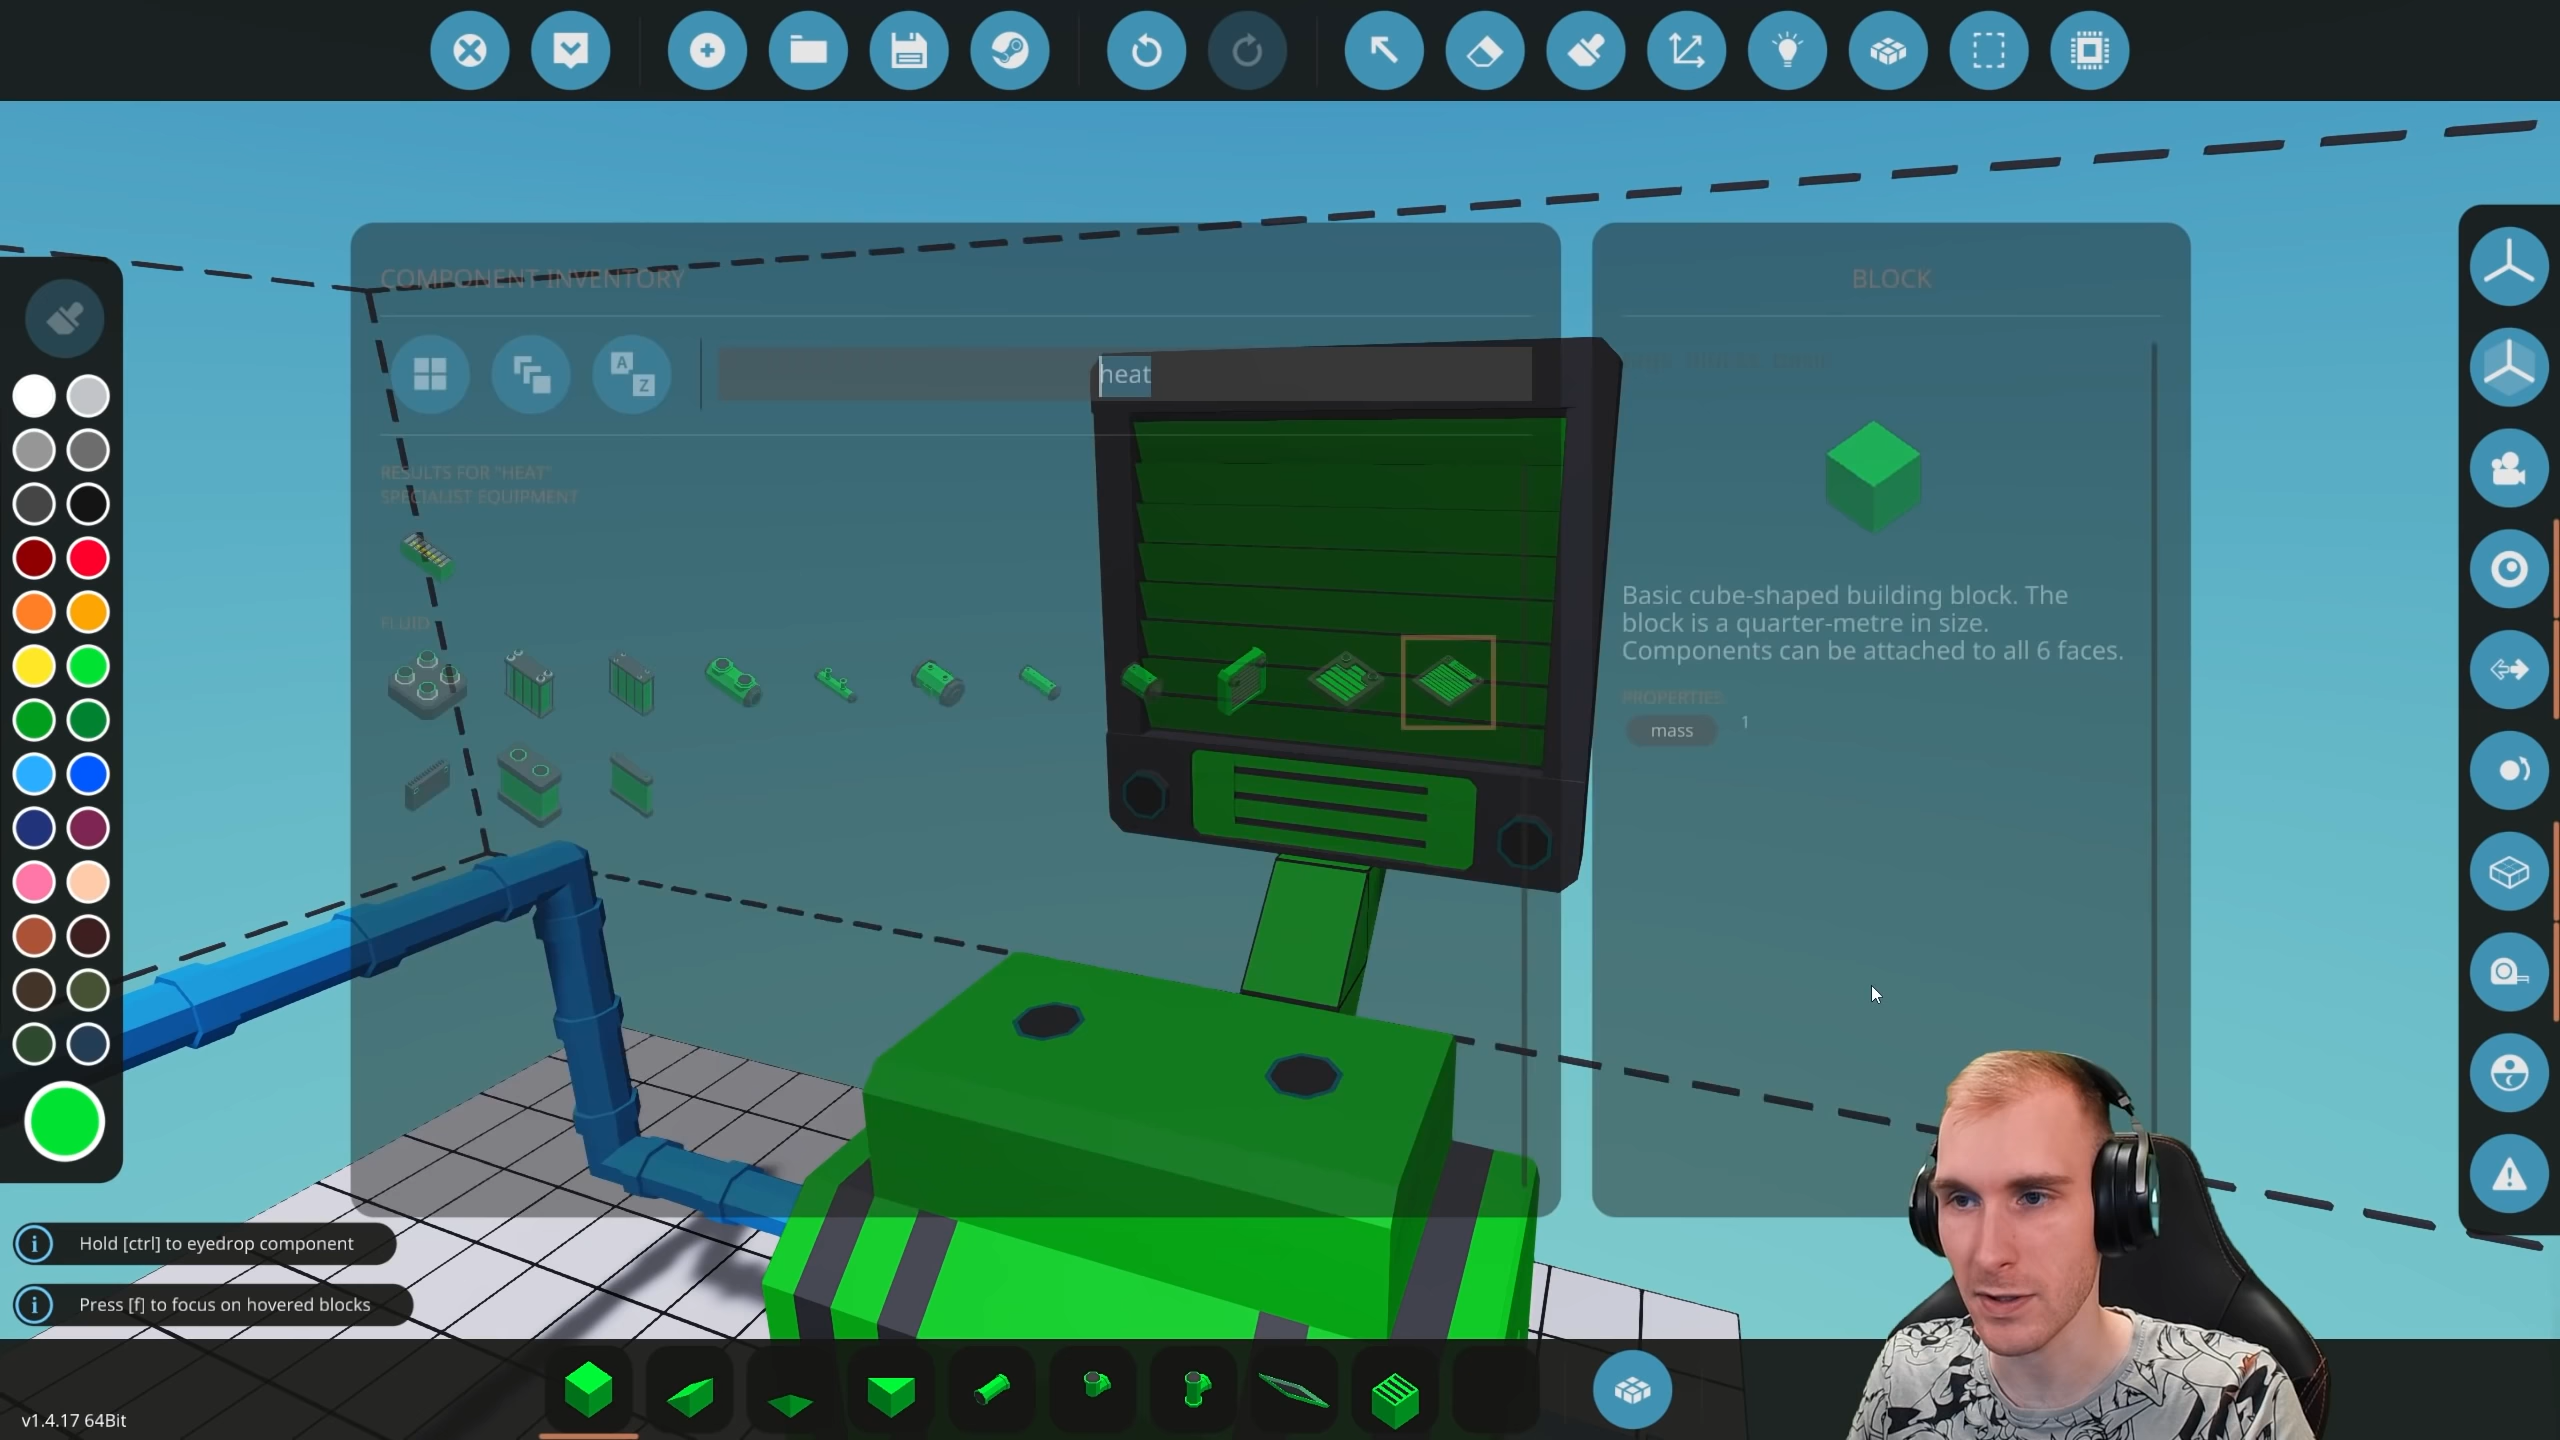 COMPONENT INVENTORY
BLOCK
A
Z
heat
RESULTS FOR "HEAT"
SPECIALIST EQUIPMENT
FLUID
Basic cube-shaped building block. The
block is a quarter-metre in size.
Components can be attached to all 6 faces.
PROPERTIES
mass
1
Hold [ctrl] to eyedrop component
Press [f] to focus on hovered blocks
v1.4.17 64Bit